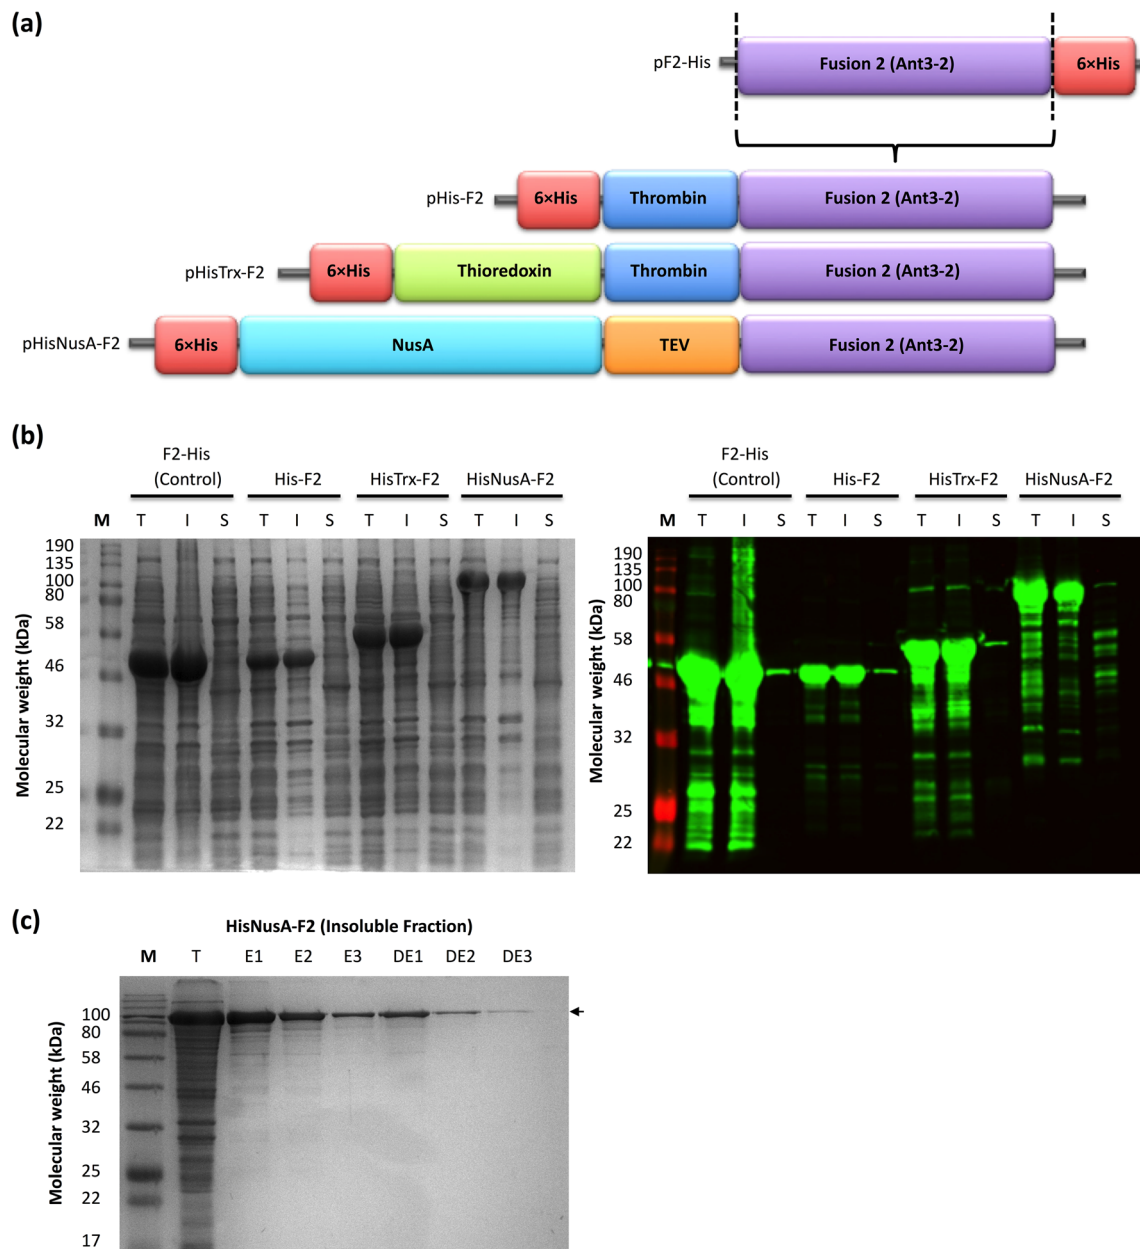 (a)
pF2-His
Fusion 2 (Ant3-2)
6×His
pHis-F2
6×His
Thrombin
Fusion 2 (Ant3-2)
pHisTrx-F2
6×His
Thioredoxin
Thrombin
Fusion 2 (Ant3-2)
pHisNusA-F2
6×His
NusA
TEV
Fusion 2 (Ant3-2)
(b)
F2-His
(Control)
His-F2
HisTrx-F2
HisNusA-F2
M T I S T I S T I S T I S
Molecular weight (kDa)
190
135
100
80
58
46
32
25
22
F2-His
(Control)
His-F2
HisTrx-F2
HisNusA-F2
M T I S T I S T I S T I S
Molecular weight (kDa)
190
135
100
80
58
46
32
25
22
(c)
HisNusA-F2 (Insoluble Fraction)
M T E1 E2 E3 DE1 DE2 DE3
Molecular weight (kDa)
100
80
58
46
32
25
22
17